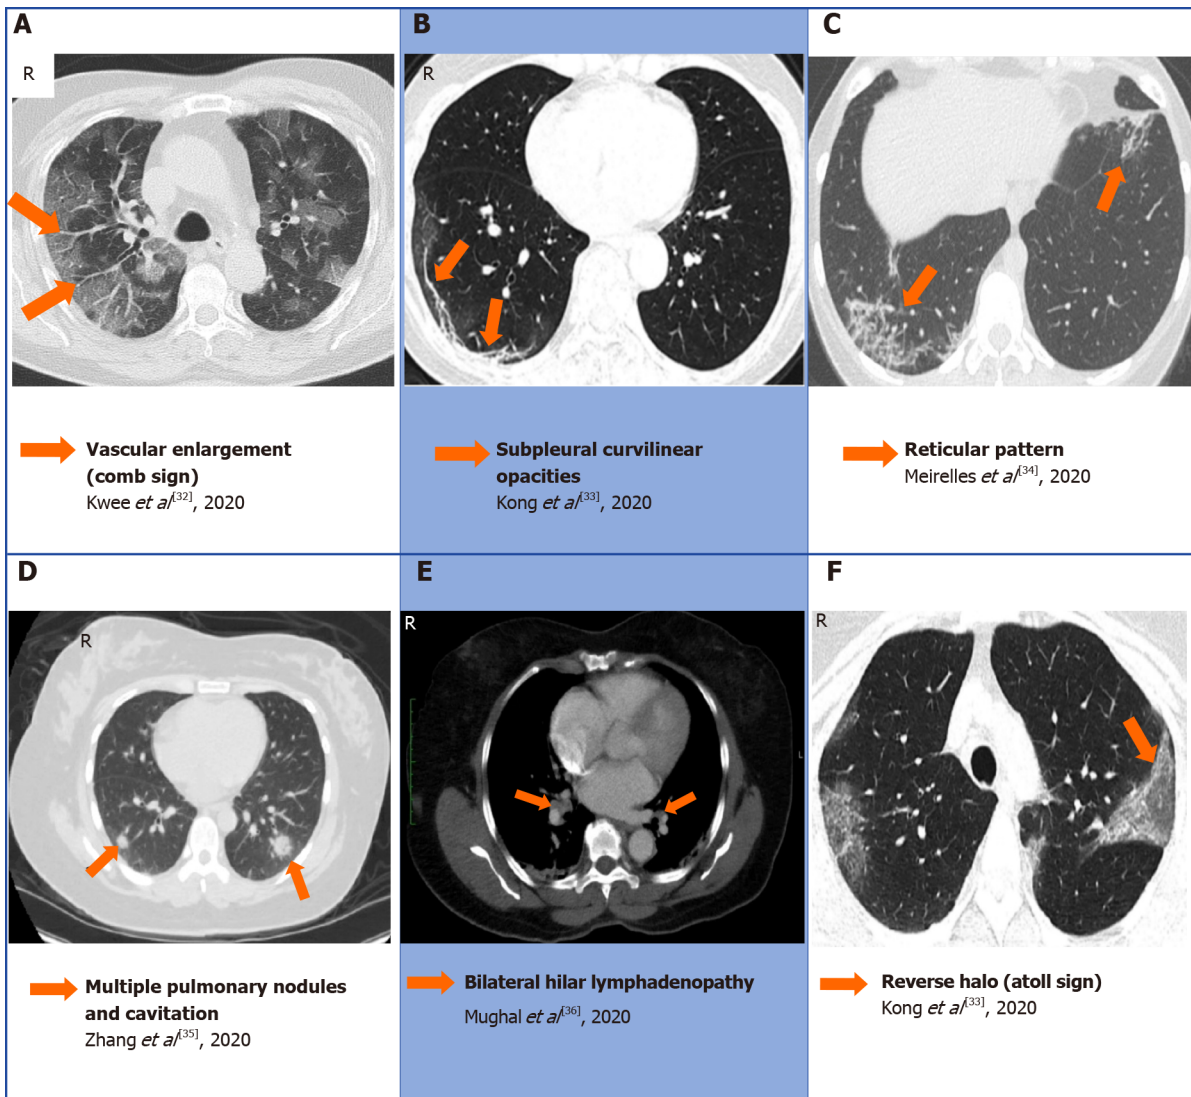 A
R
Vascular enlargement
(comb sign)
Kwee et al[32], 2020
B
R
Subpleural curvilinear
opacities
Kong et al[33], 2020
C
Reticular pattern
Meirelles et al[34], 2020
D
R
Multiple pulmonary nodules
and cavitation
Zhang et al[35], 2020
E
R
L
Bilateral hilar lymphadenopathy
Mughal et al[36], 2020
F
R
Reverse halo (atoll sign)
Kong et al[33], 2020